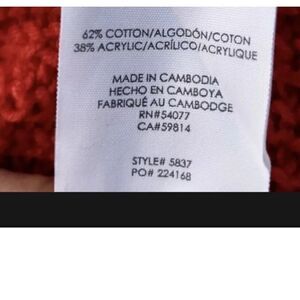 62% COTTON/ALGODÓN/COTON
38% ACRYLIC/ACRÍLICO/ACRYLIQUE
MADE IN CAMBODIA
HECHO EN CAMBOYA
FABRIQUÉ AU CAMBODGE
RN#54077
CA#59814
STYLE# 5837
PO# 224168